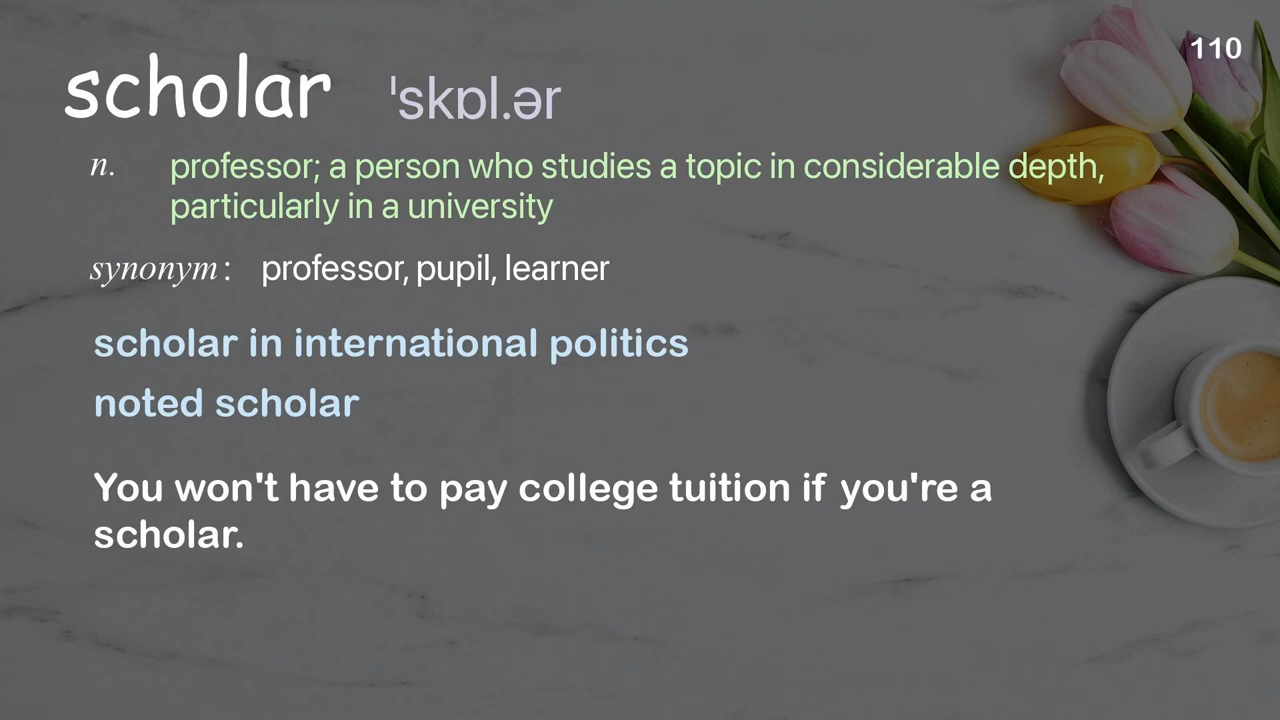 110
scholar ˈskɒl.ər
n. professor; a person who studies a topic in considerable depth,
particularly in a university
synonym: professor, pupil, learner
scholar in international politics
noted scholar
You won't have to pay college tuition if you're a
scholar.